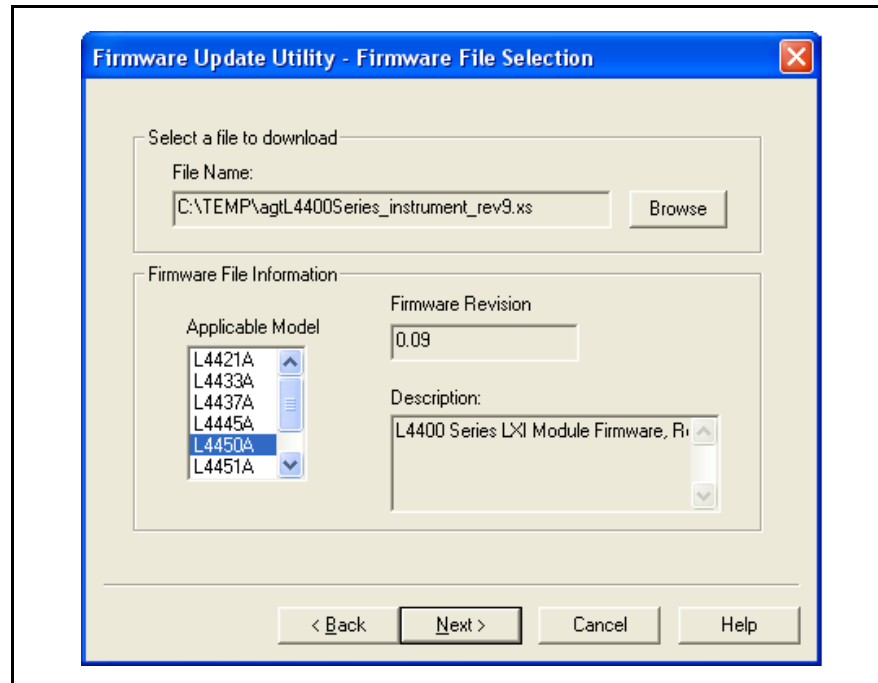 Firmware Update Utility - Firmware File Selection
Select a file to download
File Name:
C:\TEMP\agtL4400Series_instrument_rev9.xs
Browse
Firmware File Information
Applicable Model
L4421A
L4433A
L4437A
L4445A
L4450A
L4451A
Firmware Revision
0.09
Description:
L4400 Series LXI Module Firmware,
< Back
Next >
Cancel
Help